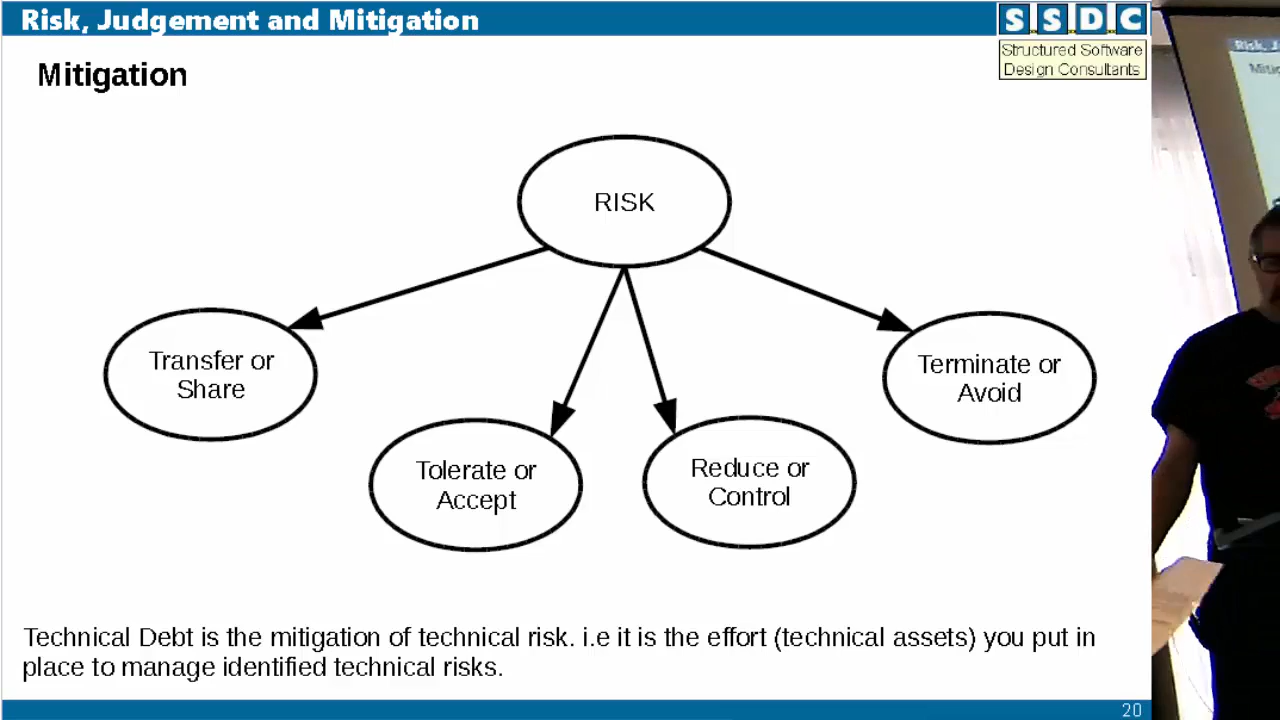 Risk, Judgement and Mitigation
SSDC
Structured Software
Design Consultants
Mitigation
RISK
Transfer or
Share
Terminate or
Avoid
Tolerate or
Accept
Reduce or
Control
Technical Debt is the mitigation of technical risk. i.e it is the effort (technical assets) you put in
place to manage identified technical risks.
20
Risk, J